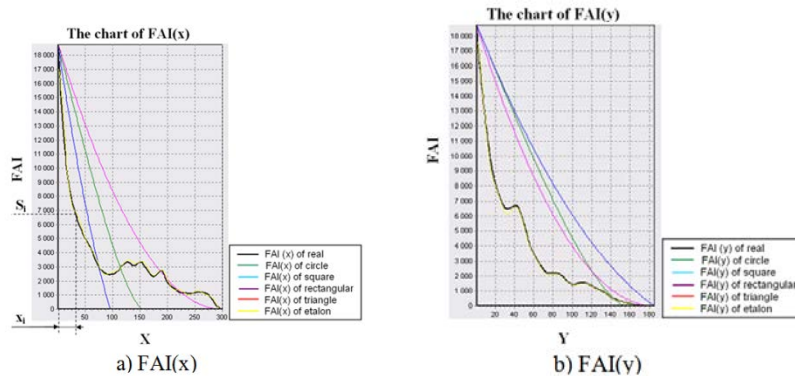 The chart of FAI(x)
FAI
18 000
17 000
16 000
15 000
14 000
13 000
12 000
11 000
10 000
9 000
8 000
7 000
6 000
5 000
4 000
3 000
2 000
1 000
0
Si
xi
50 100 150 200 250 300
X
FAI (x) of real
FAI(x) of circle
FAI(x) of square
FAI(x) of rectangular
FAI(x) of triangle
FAI(x) of etalon
a) FAI(x)
The chart of FAI(y)
FAI
18 000
17 000
16 000
15 000
14 000
13 000
12 000
11 000
10 000
9 000
8 000
7 000
6 000
5 000
4 000
3 000
2 000
1 000
0
20 40 60 80 100 120 140 160 180
Y
FAI (y) of real
FAI(y) of circle
FAI(y) of square
FAI(y) of rectangular
FAI(y) of triangle
FAI(y) of etalon
b) FAI(y)